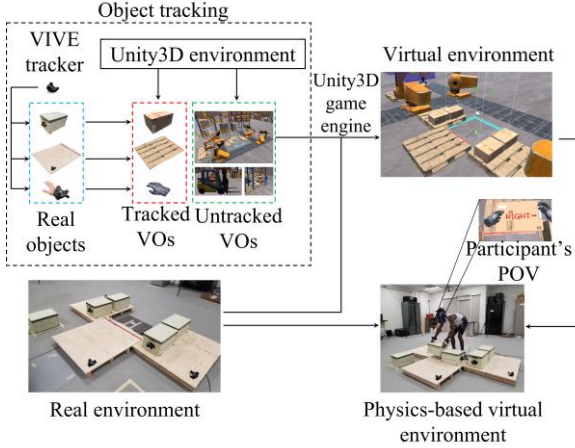 Object tracking
VIVE
tracker
Unity3D environment
Real
objects
Tracked
VOs
Untracked
VOs
Unity3D
game
engine
Virtual environment
RIGHT
Participant's
POV
Real environment
Physics-based virtual
environment